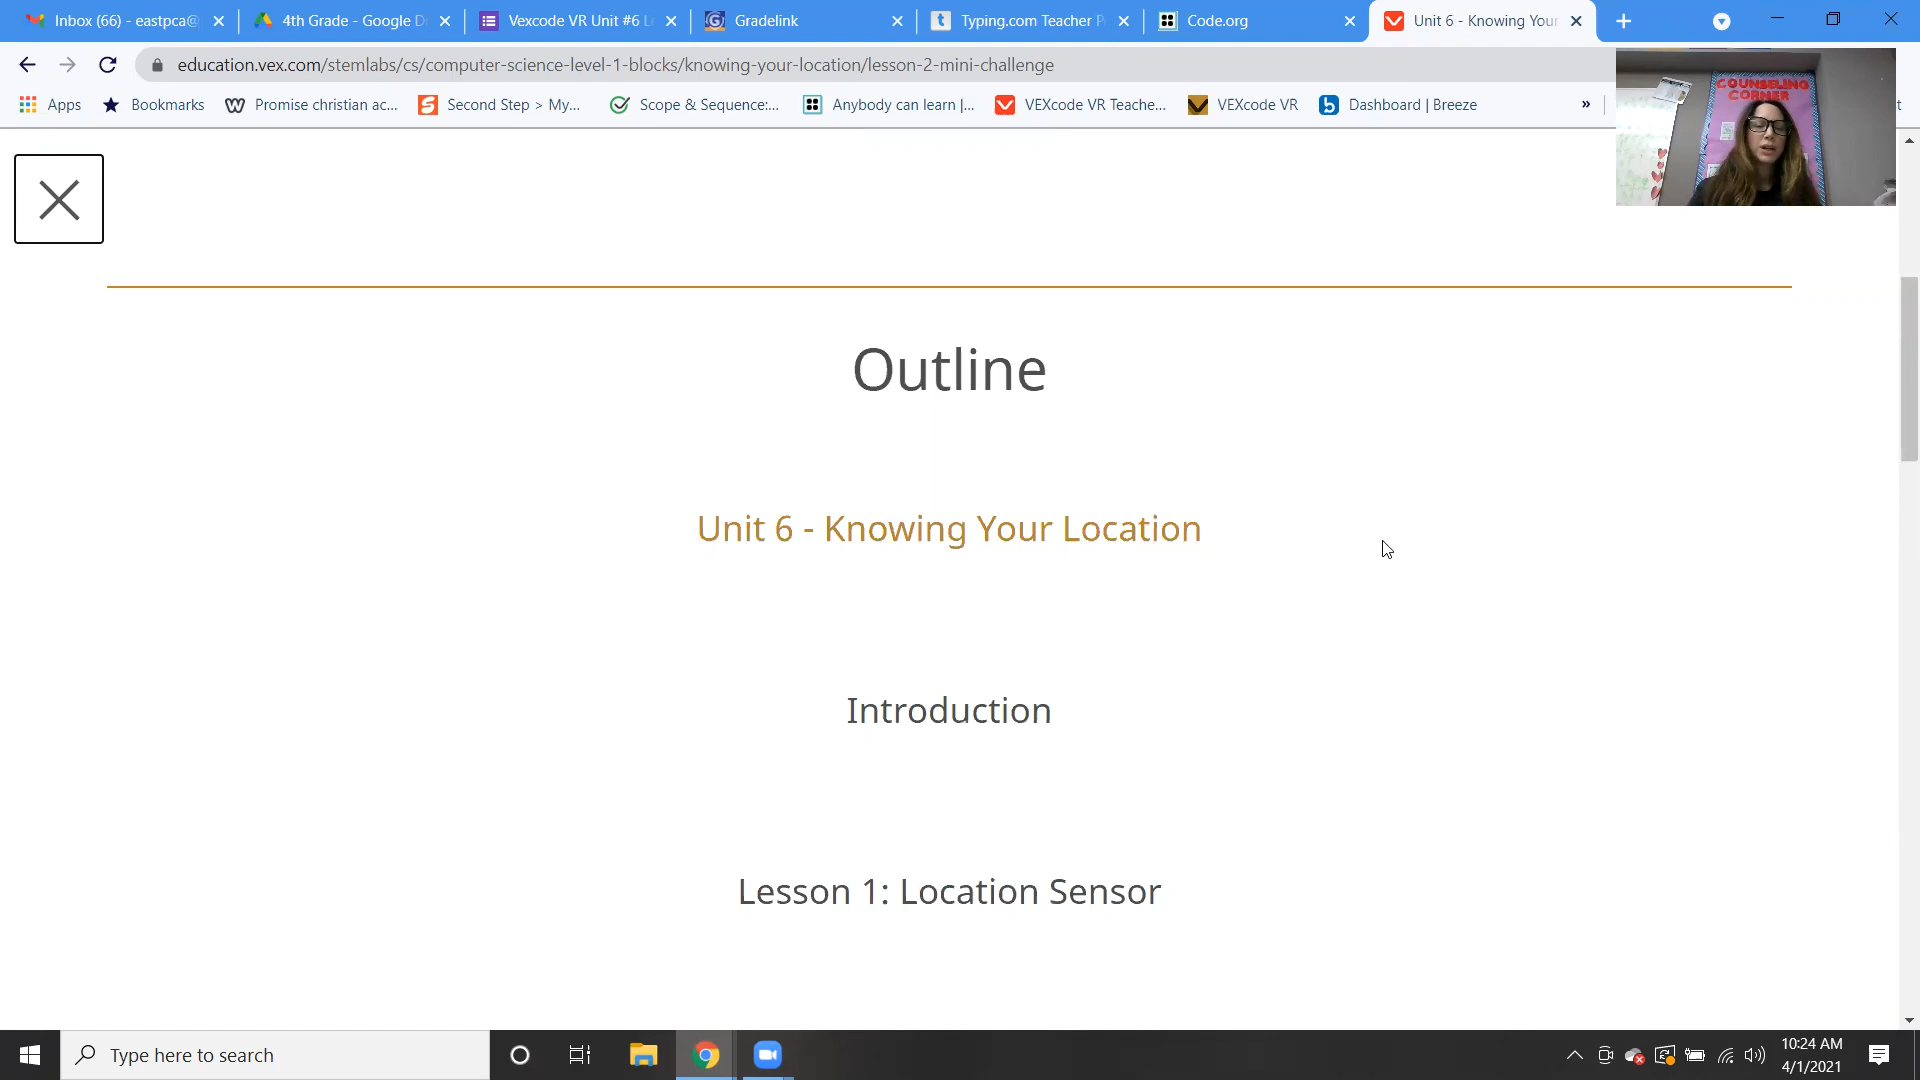 Inbox (66) - eastpca@
4th Grade - Google D
Vexcode VR Unit #6 L
Gradelink
Typing.com Teacher P
Code.org
Unit 6 - Knowing Your
education.vex.com/stemlabs/cs/computer-science-level-1-blocks/knowing-your-location/lesson-2-mini-challenge
Apps
Bookmarks
Promise christian ac...
Second Step > My...
Scope & Sequence:...
Anybody can learn |...
VEXcode VR Teache...
VEXcode VR
Dashboard | Breeze
»
COUNSELING
CORNER
Outline
Unit 6 - Knowing Your Location
Introduction
Lesson 1: Location Sensor
Type here to search
10:24 AM
4/1/2021